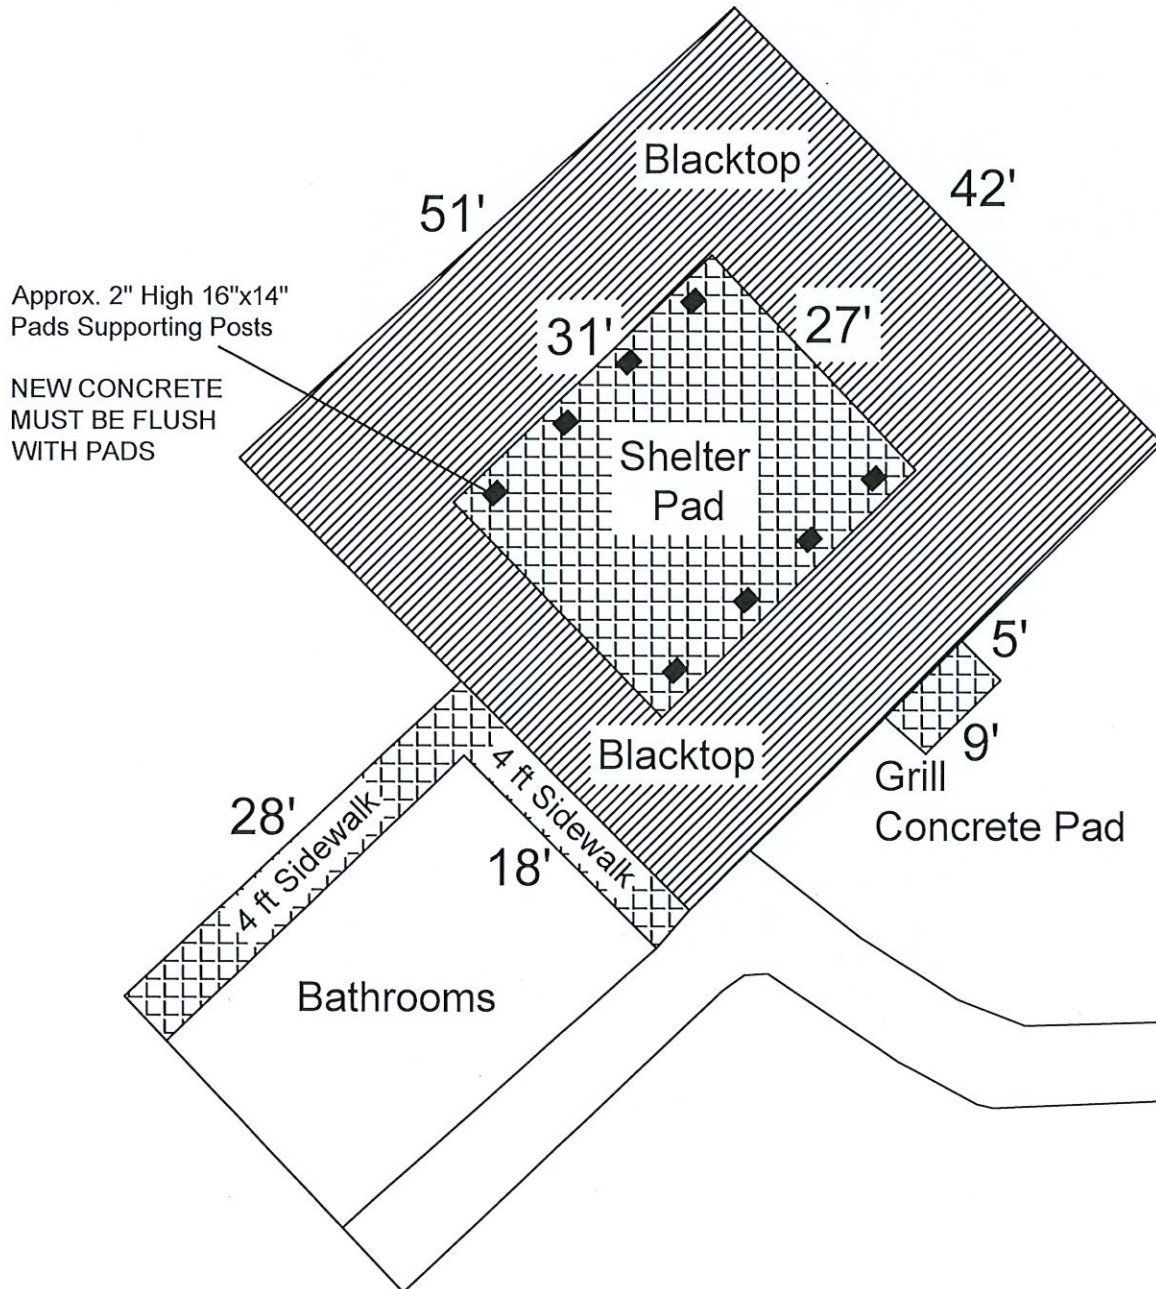 Blacktop
42'
51'
Approx. 2" High 16"x14"
Pads Supporting Posts
NEW CONCRETE
MUST BE FLUSH
WITH PADS
31'
27'
Shelter
Pad
5'
9'
Blacktop
Grill
Concrete Pad
28'
4 ft Sidewalk
4 ft Sidewalk
18'
Bathrooms